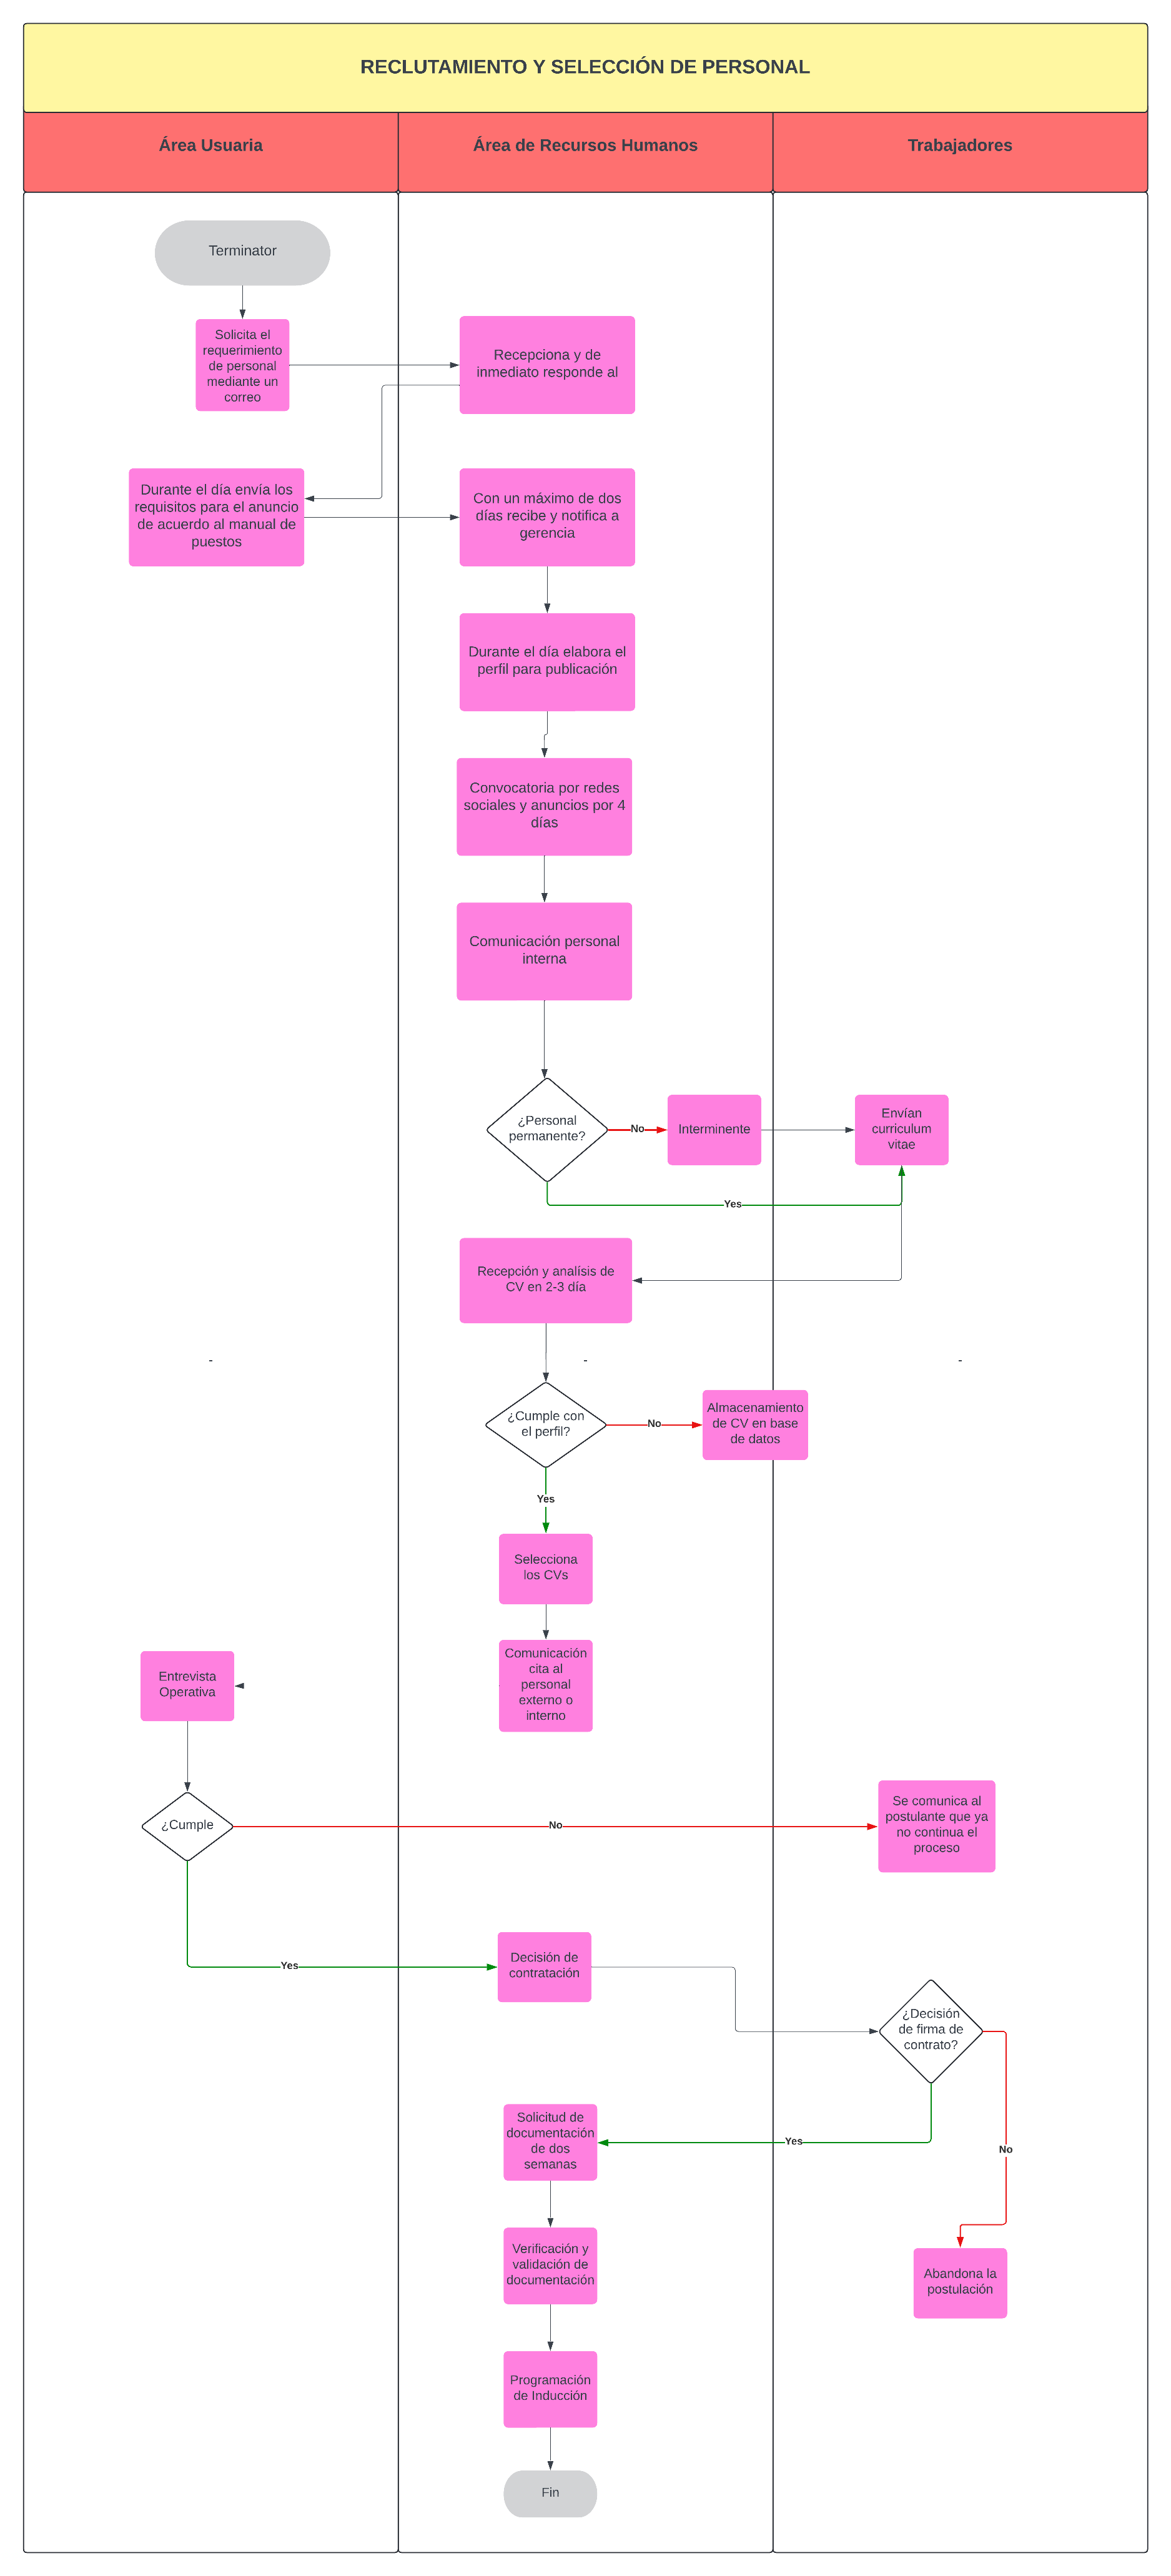 RECLUTAMIENTO Y SELECCIÓN DE PERSONAL
Área Usuaria
Área de Recursos Humanos
Trabajadores
Terminator
Solicita el
requerimiento
de personal
mediante un
correo
Recepciona y de
inmediato responde al
Durante el día envía los
requisitos para el anuncio
de acuerdo al manual de
puestos
Con un máximo de dos
días recibe y notifica a
gerencia
Durante el día elabora el
perfil para publicación
Convocatoria por redes
sociales y anuncios por 4
días
Comunicación personal
interna
¿Personal
permanente?
No
Interminente
Envían
curriculum
vitae
Yes
Recepción y analísis de
CV en 2-3 día
-
-
-
¿Cumple con
el perfil?
No
Almacenamiento
de CV en base
de datos
Yes
Selecciona
los CVs
Comunicación
cita al
personal
externo o
interno
Entrevista
Operativa
¿Cumple
No
Se comunica al
postulante que ya
no continua el
proceso
Yes
Decisión de
contratación
¿Decisión
de firma de
contrato?
Solicitud de
documentación
de dos
semanas
Yes
No
Verificación y
validación de
documentación
Abandona la
postulación
Programación
de Inducción
Fin